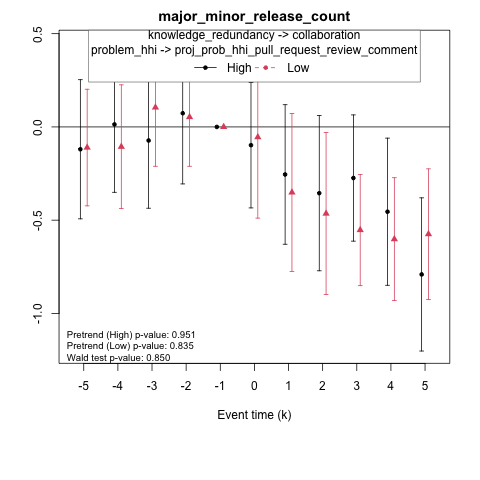 major_minor_release_count
knowledge_redundancy -> collaboration
problem_hhi -> proj_prob_hhi_pull_request_review_comment
High Low
0.5
0.0
-0.5
-1.0
Pretrend (High) p-value: 0.951
Pretrend (Low) p-value: 0.835
Wald test p-value: 0.850
-5 -4 -3 -2 -1 0 1 2 3 4 5
Event time (k)